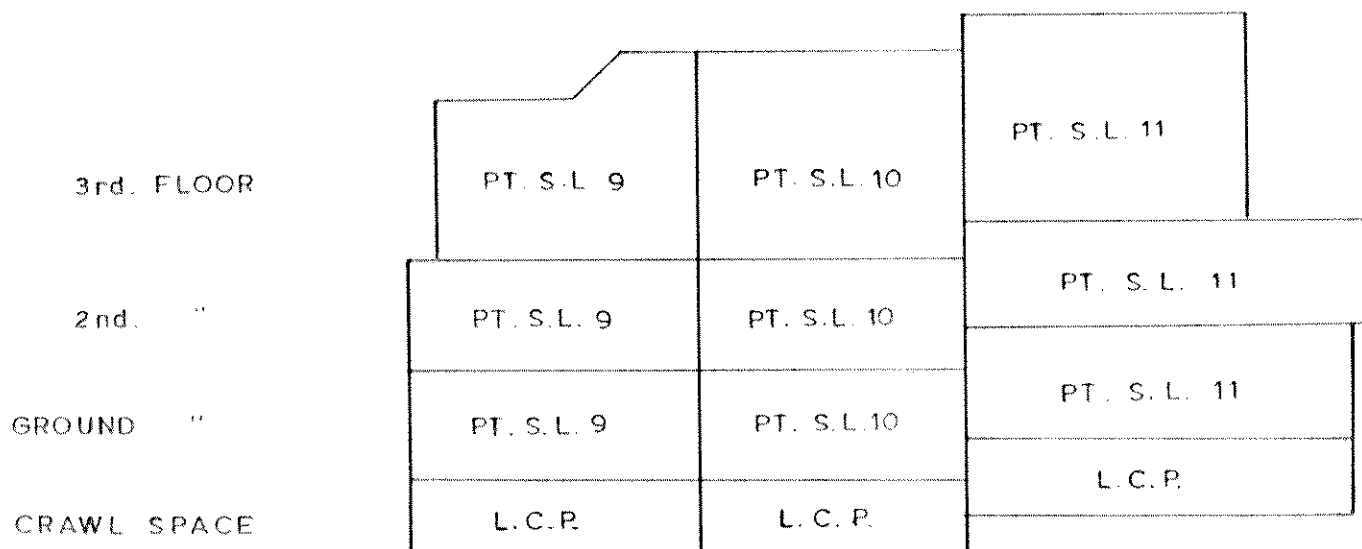 PT. S.L. 11
3rd. FLOOR PT. S.L 9 PT. S.L. 10
PT. S. L. 11
2nd. " PT. S.L. 9 PT. S.L. 10
PT. S. L. 11
GROUND " PT. S.L. 9 PT. S.L. 10
L.C.P.
CRAWL SPACE L.C.P. L.C.P.